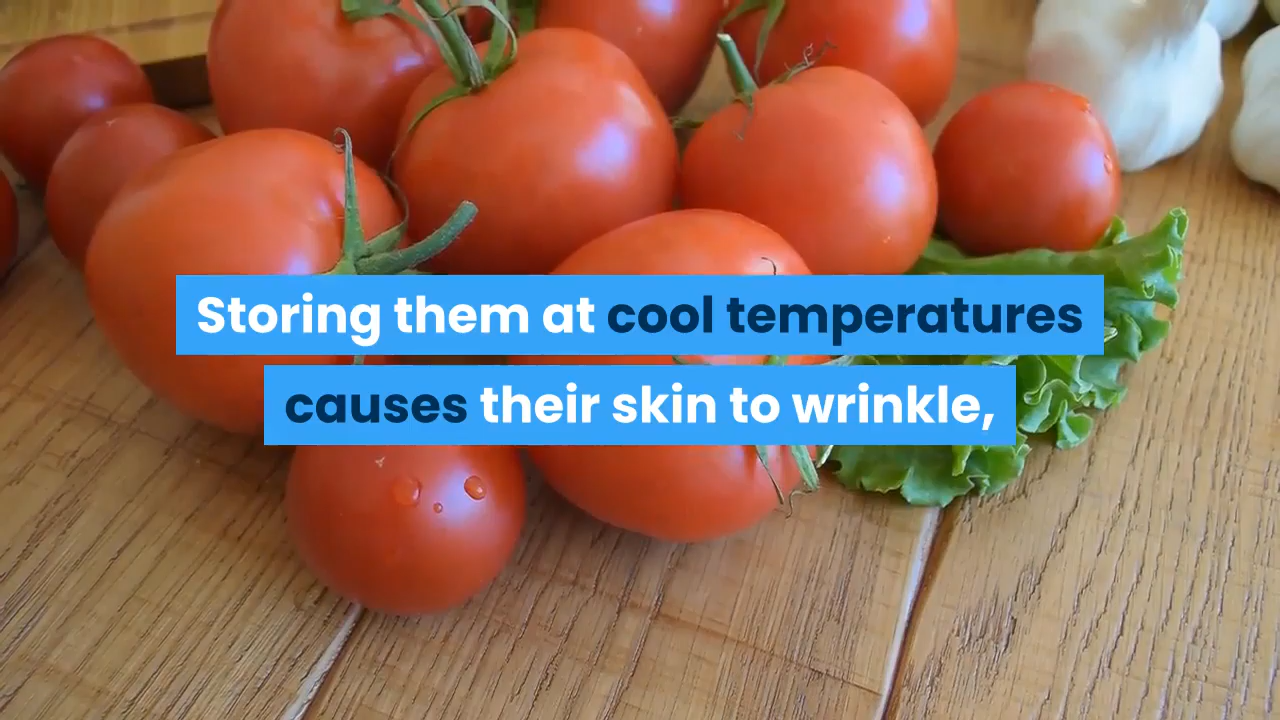 Storing them at cool temperatures
causes their skin to wrinkle,